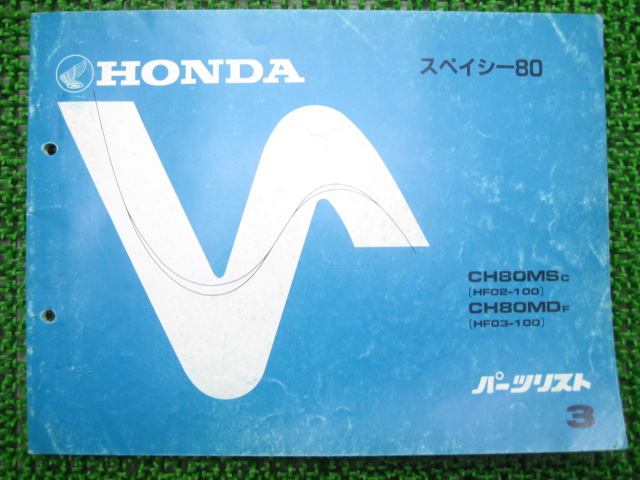 HONDA
スペイシー80
CH80MSC
[HF02-100]
CH80MDF
[HF03-100]
パーツリスト
3